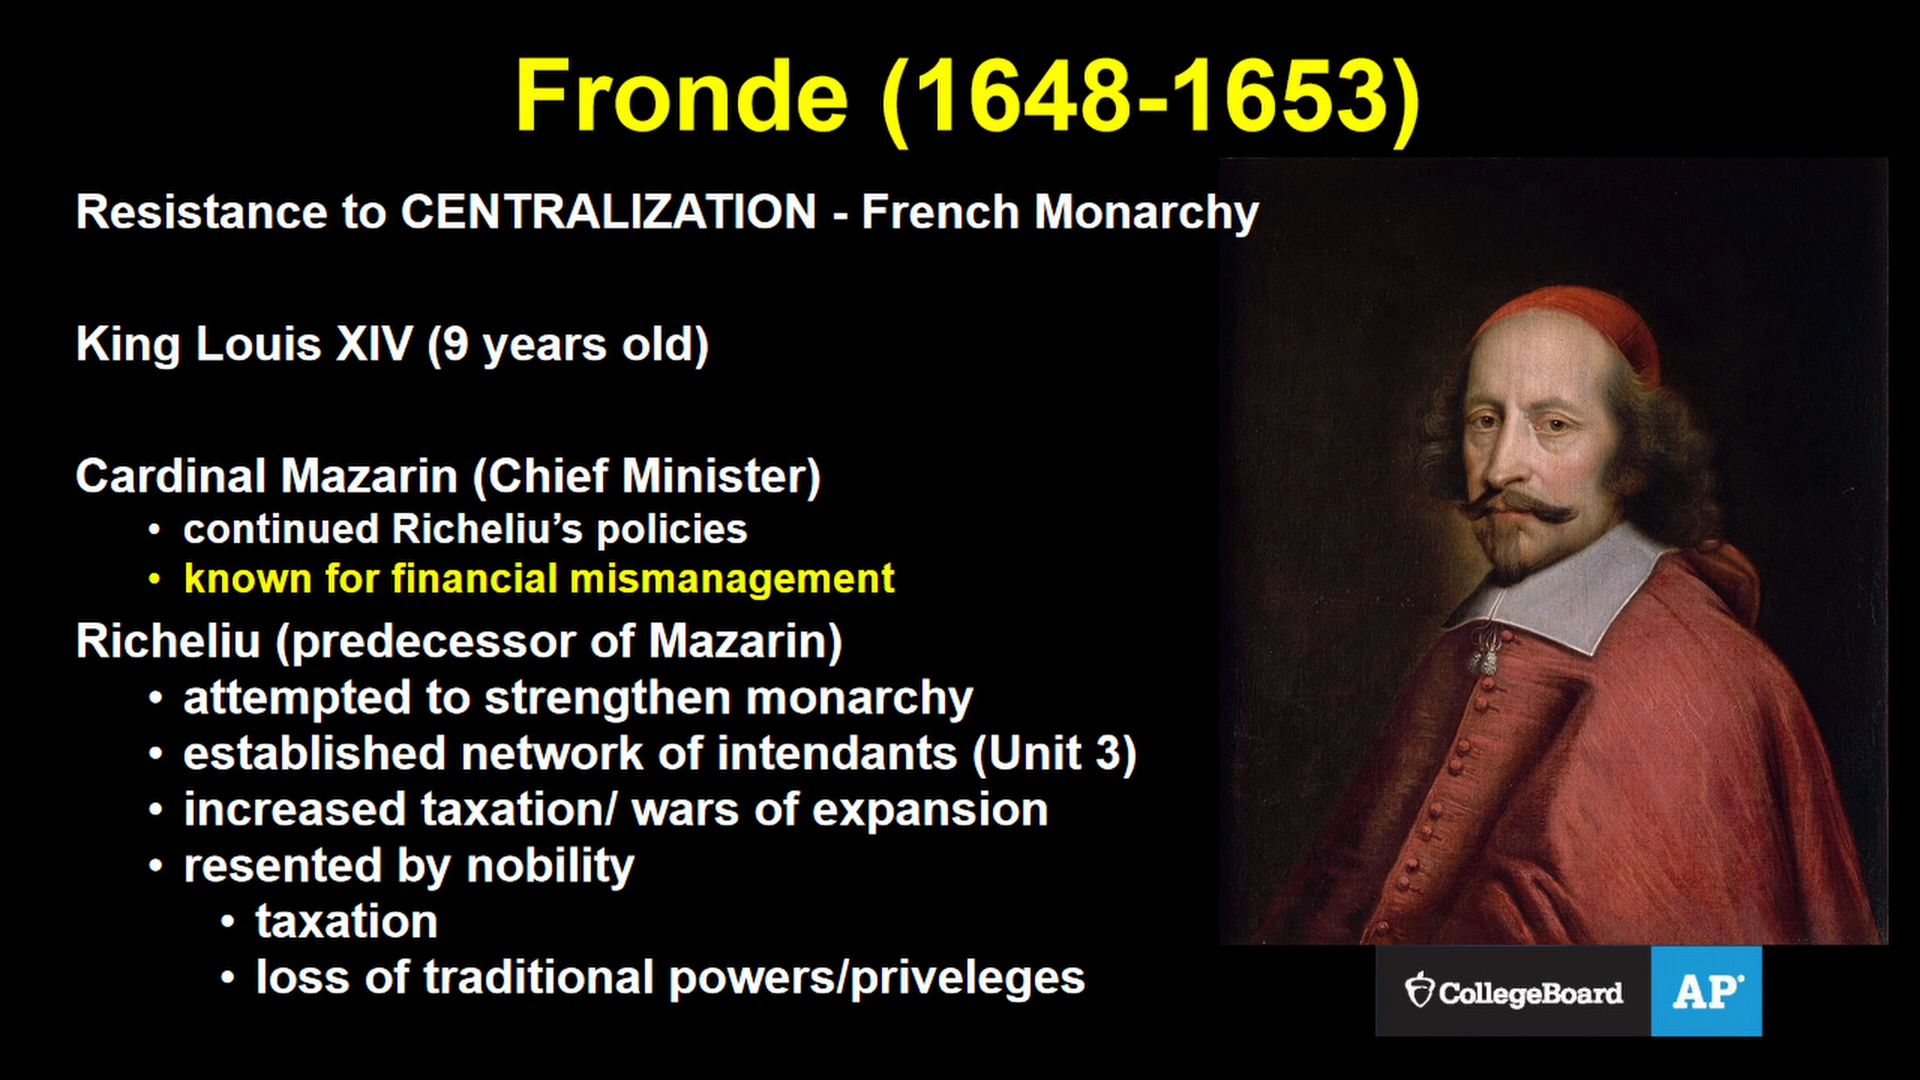 Fronde (1648-1653)
Resistance to CENTRALIZATION - French Monarchy
King Louis XIV (9 years old)
Cardinal Mazarin (Chief Minister)
• continued Richeliu’s policies
• known for financial mismanagement
Richeliu (predecessor of Mazarin)
• attempted to strengthen monarchy
• established network of intendants (Unit 3)
• increased taxation/ wars of expansion
• resented by nobility
• taxation
• loss of traditional powers/priveleges
CollegeBoard AP